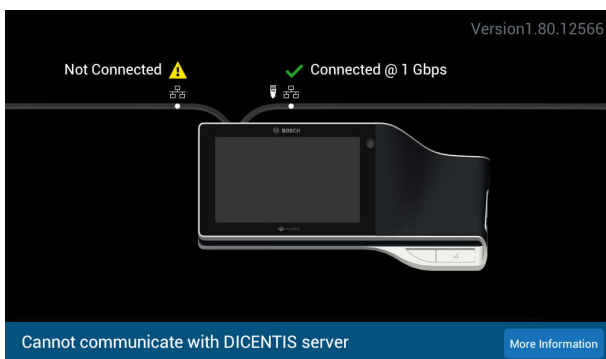 Version1.80.12566
Not Connected
Connected @ 1 Gbps
BOSCH
Cannot communicate with DICENTIS server
More Information